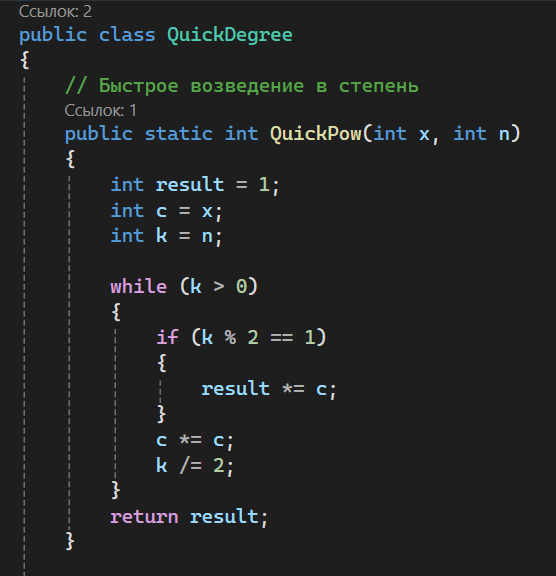 Ссылок: 2
public class QuickDegree
{
// Быстрое возведение в степень
Ссылок: 1
public static int QuickPow(int x, int n)
{
int result = 1;
int c = x;
int k = n;
while (k > 0)
{
if (k % 2 == 1)
{
result *= c;
}
c *= c;
k /= 2;
}
return result;
}